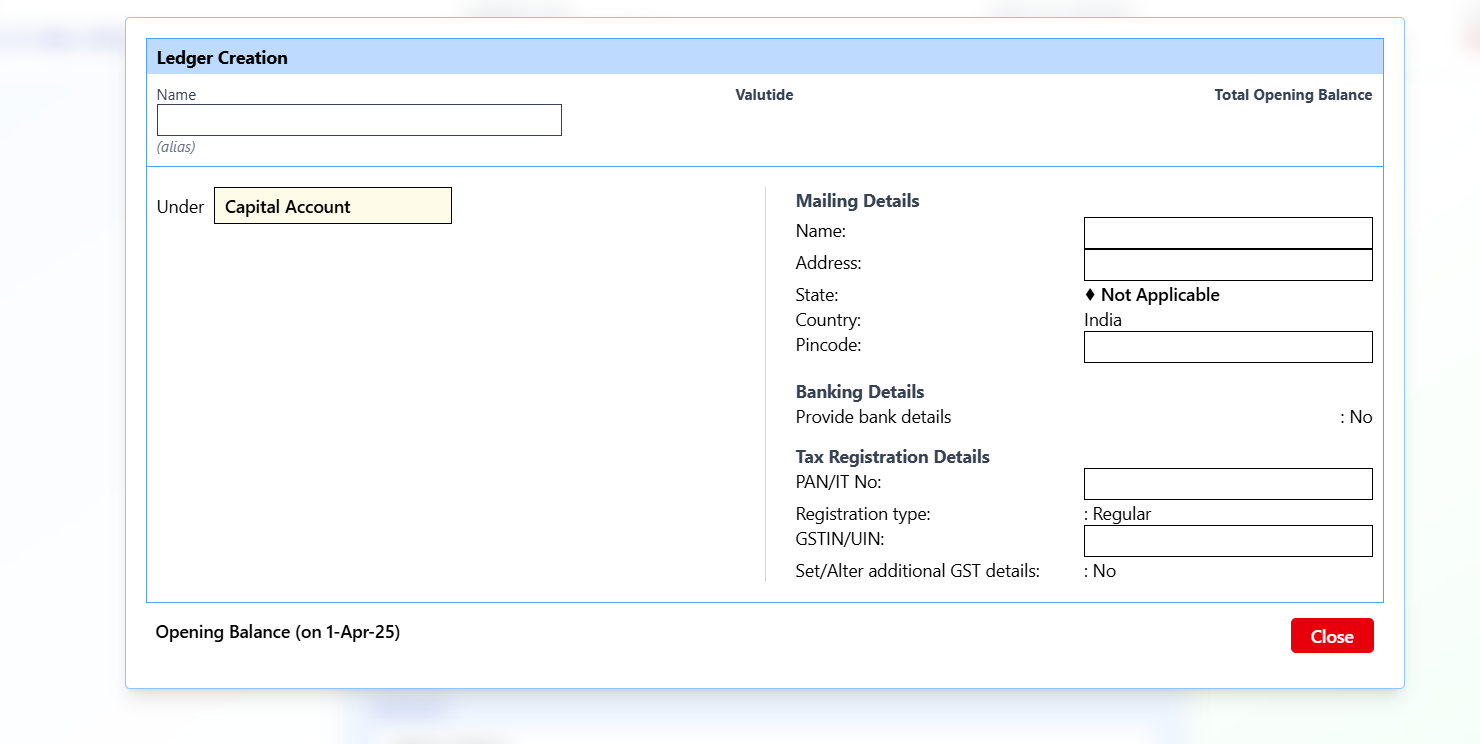 Ledger Creation
Name Valutide Total Opening Balance
(alias)
Under Capital Account
Mailing Details
Name:
Address:
State: ♦ Not Applicable
Country: India
Pincode:
Banking Details
Provide bank details : No
Tax Registration Details
PAN/IT No:
Registration type: : Regular
GSTIN/UIN:
Set/Alter additional GST details: : No
Opening Balance (on 1-Apr-25) Close